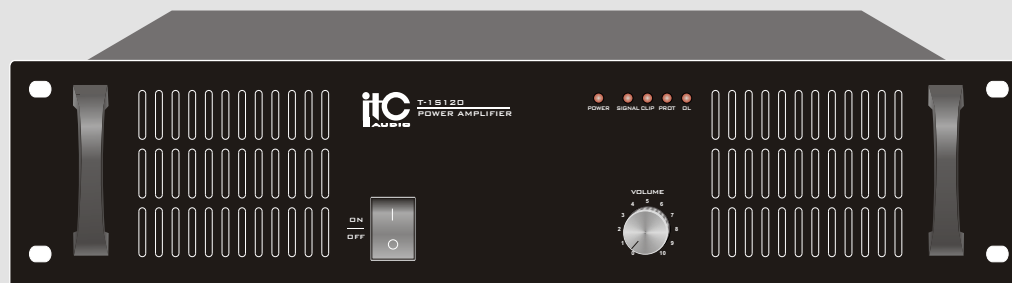 itC
AUDIO
T-1S120
POWER AMPLIFIER
POWER SIGNAL CLIP PROT OL
ON
OFF
VOLUME
0 1 2 3 4 5 6 7 8 9 10